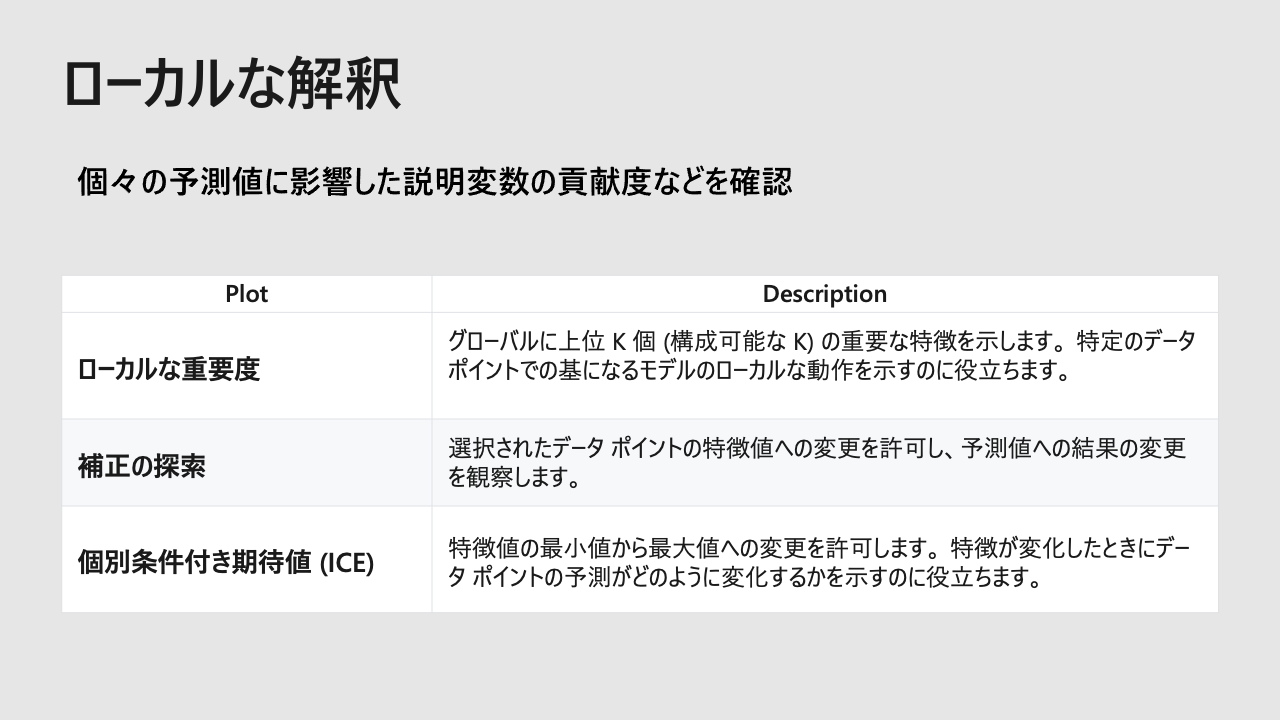 ローカルな解釈
個々の予測値に影響した説明変数の貢献度などを確認
Plot
Description
ローカルな重要度
グローバルに上位 K 個 (構成可能な K) の重要な特徴を示します。特定のデータ
ポイントでの基になるモデルのローカルな動作を示すのに役立ちます。
補正の探索
選択されたデータ ポイントの特徴値への変更を許可し、予測値への結果の変更
を観察します。
個別条件付き期待値 (ICE)
特徴値の最小値から最大値への変更を許可します。特徴が変化したときにデー
タ ポイントの予測がどのように変化するかを示すのに役立ちます。